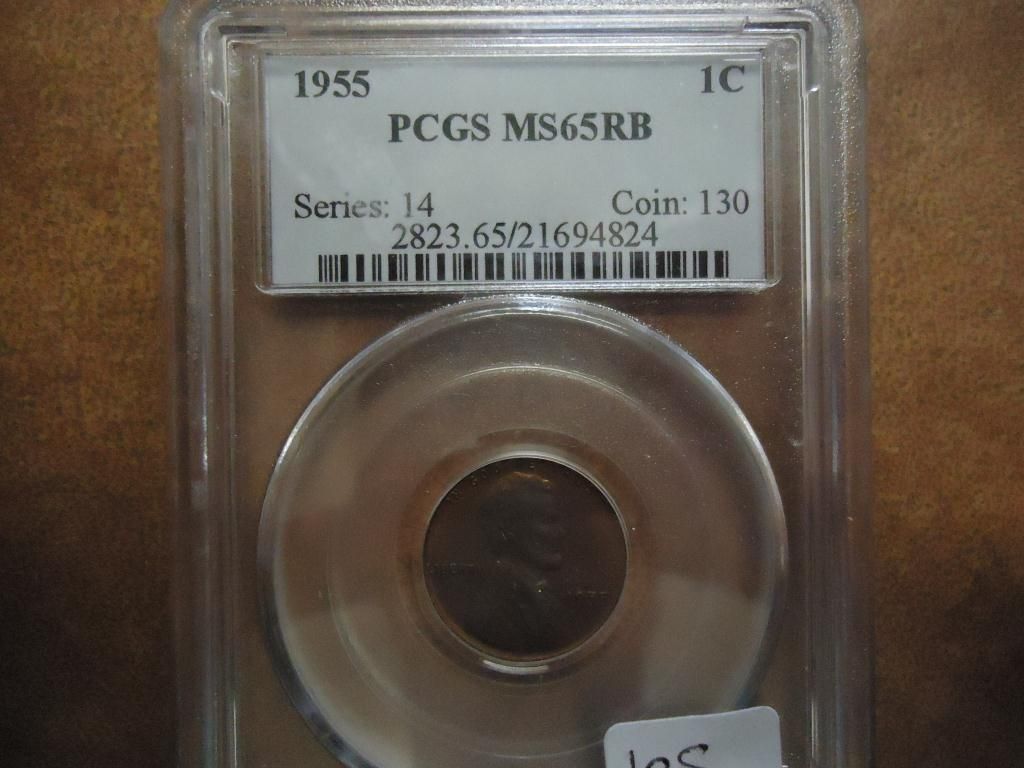 1955 1C
PCGS MS65RB
Series: 14 Coin: 130
2823.65/21694824